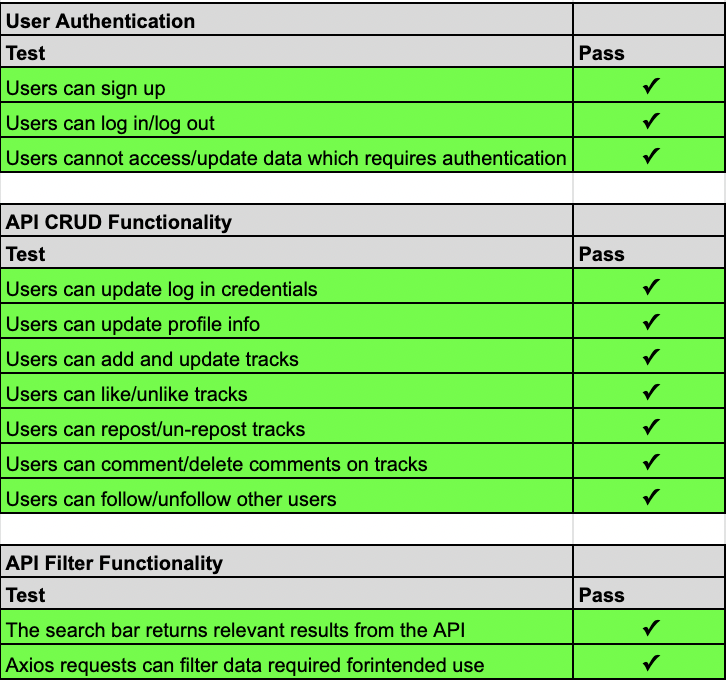 User Authentication
Test Pass
Users can sign up ✓
Users can log in/log out ✓
Users cannot access/update data which requires authentication ✓
API CRUD Functionality
Test Pass
Users can update log in credentials ✓
Users can update profile info ✓
Users can add and update tracks ✓
Users can like/unlike tracks ✓
Users can repost/un-repost tracks ✓
Users can comment/delete comments on tracks ✓
Users can follow/unfollow other users ✓
API Filter Functionality
Test Pass
The search bar returns relevant results from the API ✓
Axios requests can filter data required forintended use ✓